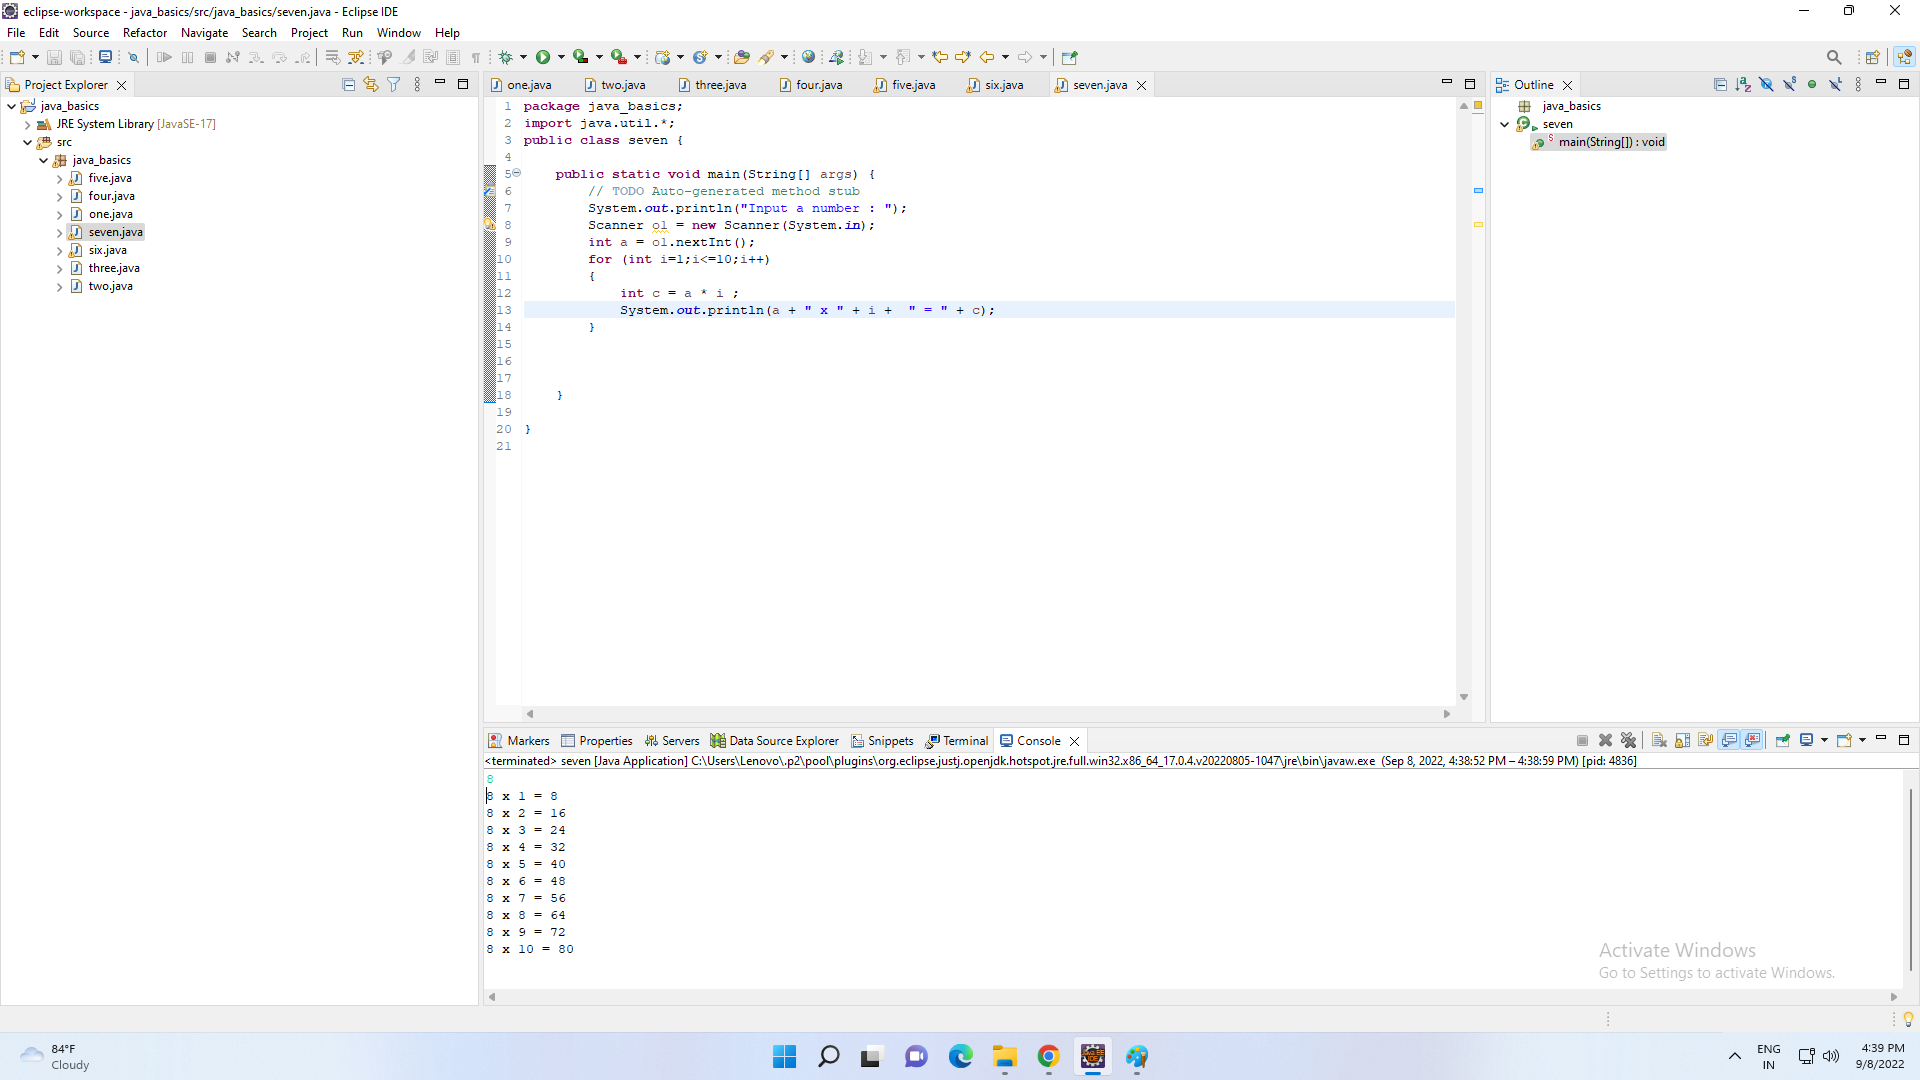 eclipse-workspace - java_basics/src/java_basics/seven.java - Eclipse IDE
File Edit Source Refactor Navigate Search Project Run Window Help
Project Explorer
java_basics
JRE System Library [JavaSE-17]
src
java_basics
five.java
four.java
one.java
seven.java
six.java
three.java
two.java
one.java two.java three.java four.java five.java six.java seven.java
1 package java_basics;
2 import java.util.*;
3 public class seven {
4
5 public static void main(String[] args) {
6 // TODO Auto-generated method stub
7 System.out.println("Input a number : ");
8 Scanner ol = new Scanner(System.in);
9 int a = ol.nextInt();
10 for (int i=1;i<=10;i++)
11 {
12 int c = a * i ;
13 System.out.println(a + " x " + i +  " = " + c);
14 }
15
16
17
18 }
19
20 }
21
Outline
java_basics
seven
main(String[]) : void
Markers Properties Servers Data Source Explorer Snippets Terminal Console
<terminated> seven [Java Application] C:\Users\Lenovo\.p2\pool\plugins\org.eclipse.justj.openjdk.hotspot.jre.full.win32.x86_64_17.0.4.v20220805-1047\jre\bin\javaw.exe (Sep 8, 2022, 4:38:52 PM – 4:38:59 PM) [pid: 4836]
8
8 x 1 = 8
8 x 2 = 16
8 x 3 = 24
8 x 4 = 32
8 x 5 = 40
8 x 6 = 48
8 x 7 = 56
8 x 8 = 64
8 x 9 = 72
8 x 10 = 80
Activate Windows
Go to Settings to activate Windows.
84°F
Cloudy
ENG
IN
4:39 PM
9/8/2022